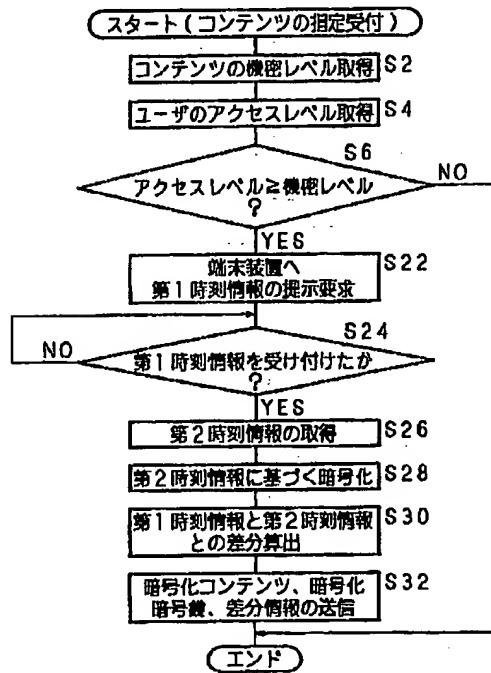 スタート(コンテンツの指定受付)
コンテンツの機密レベル取得 S2
ユーザのアクセスレベル取得 S4
S6
アクセスレベル≧機密レベル
?
NO
YES
端末装置へ
第1時刻情報の提示要求
S22
S24
NO
第1時刻情報を受け付けたか
?
YES
第2時刻情報の取得 S26
第2時刻情報に基づく暗号化 S28
第1時刻情報と第2時刻情報
との差分算出
S30
暗号化コンテンツ、暗号化
暗号鍵、差分情報の送信
S32
エンド